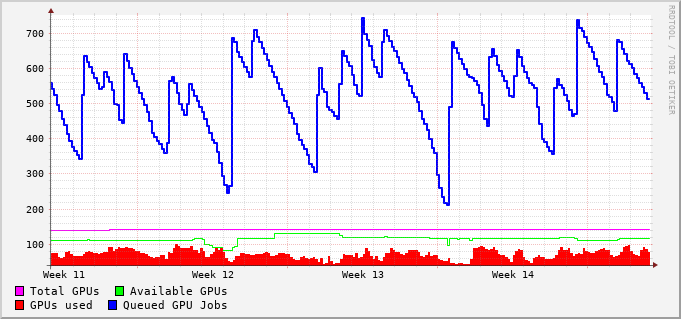 RRDTOOL / TOBI OETIKER
700
600
500
400
300
200
100
Week 11 Week 12 Week 13 Week 14
Total GPUs Available GPUs
GPUs used Queued GPU Jobs